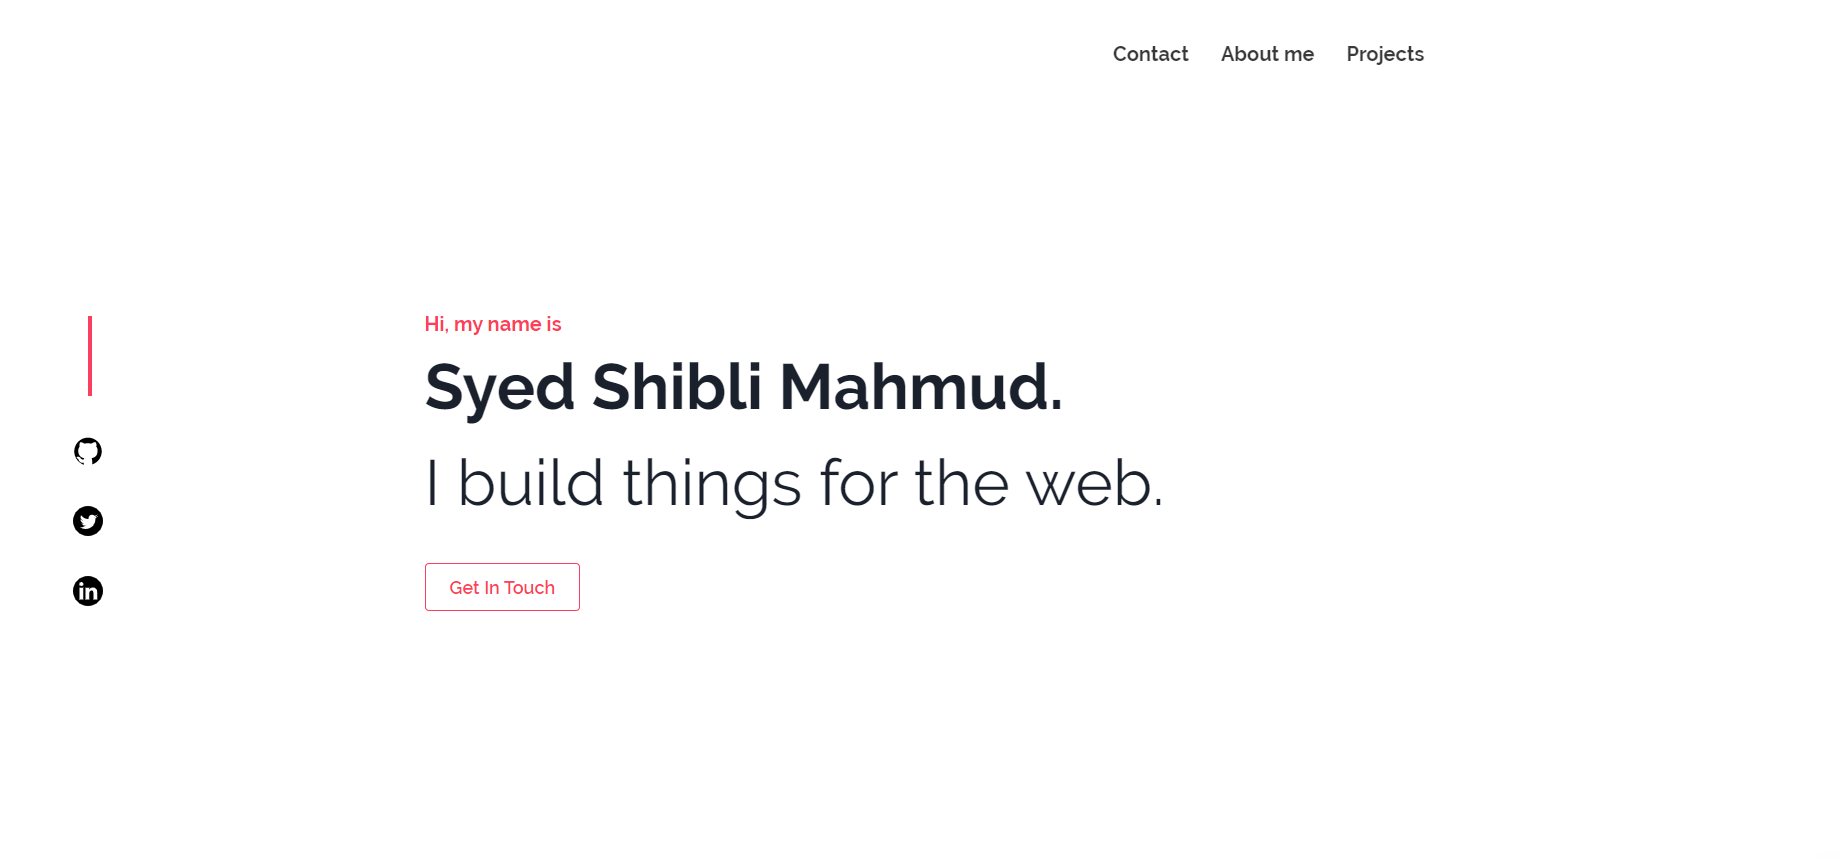 Contact About me Projects
Hi, my name is
Syed Shibli Mahmud.
I build things for the web.
in
Get In Touch